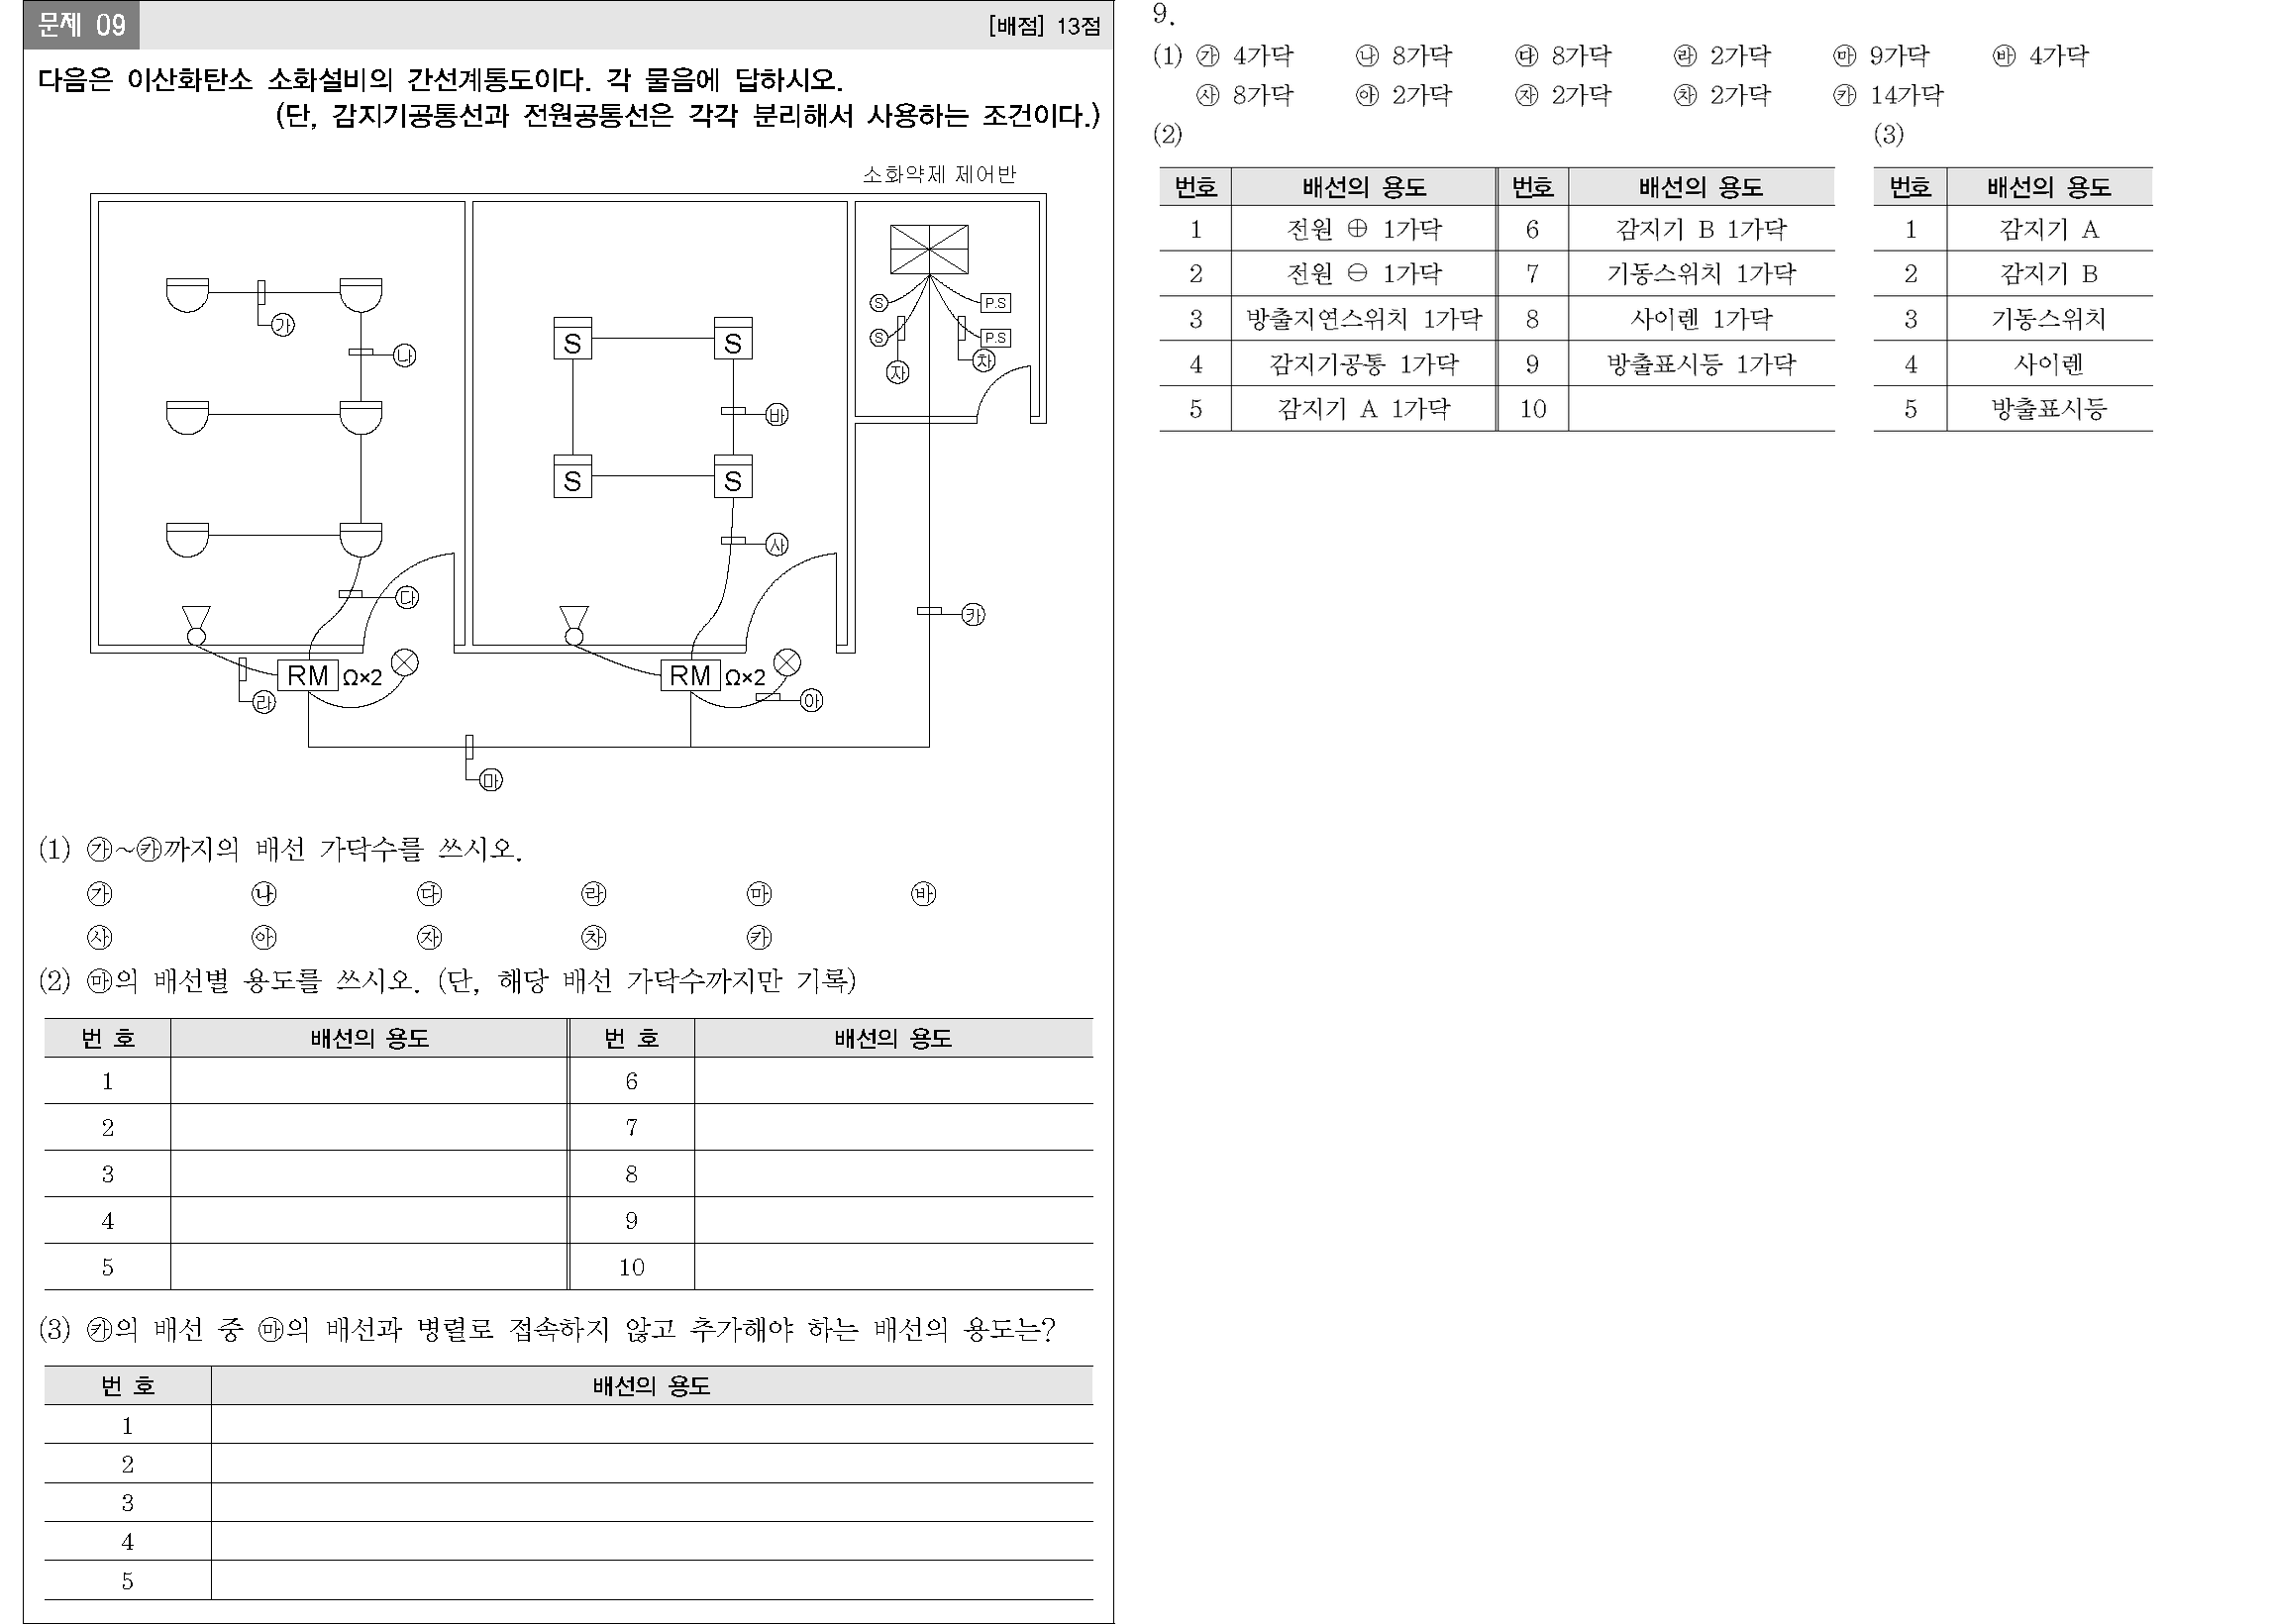 문제 09 [배점] 13점
다음은 이산화탄소 소화설비의 간선계통도이다. 각 물음에 답하시오.
(단, 감지기공통선과 전원공통선은 각각 분리해서 사용하는 조건이다.)
소화약제 제어반
㉮
㉯
S S
S P.S
S P.S
㉶ ㉷
㉳
S S
㉴
㉰
㉸
RM Ω×2
RM Ω×2
㉱
㉵
㉲
(1) ㉮~㉸까지의 배선 가닥수를 쓰시오.
㉮ ㉯ ㉰ ㉱ ㉲ ㉳
㉴ ㉵ ㉶ ㉷ ㉸
(2) ㉲의 배선별 용도를 쓰시오. (단, 해당 배선 가닥수까지만 기록)
번 호 배선의 용도 번 호 배선의 용도
1 6
2 7
3 8
4 9
5 10
(3) ㉸의 배선 중 ㉲의 배선과 병렬로 접속하지 않고 추가해야 하는 배선의 용도는?
번 호 배선의 용도
1
2
3
4
5
9.
(1) ㉮ 4가닥 ㉯ 8가닥 ㉰ 8가닥 ㉱ 2가닥 ㉲ 9가닥 ㉳ 4가닥
㉴ 8가닥 ㉵ 2가닥 ㉶ 2가닥 ㉷ 2가닥 ㉸ 14가닥
(2)
번호 배선의 용도 번호 배선의 용도
1 전원 ⊕ 1가닥 6 감지기 B 1가닥
2 전원 ⊖ 1가닥 7 기동스위치 1가닥
3 방출지연스위치 1가닥 8 사이렌 1가닥
4 감지기공통 1가닥 9 방출표시등 1가닥
5 감지기 A 1가닥 10
(3)
번호 배선의 용도
1 감지기 A
2 감지기 B
3 기동스위치
4 사이렌
5 방출표시등